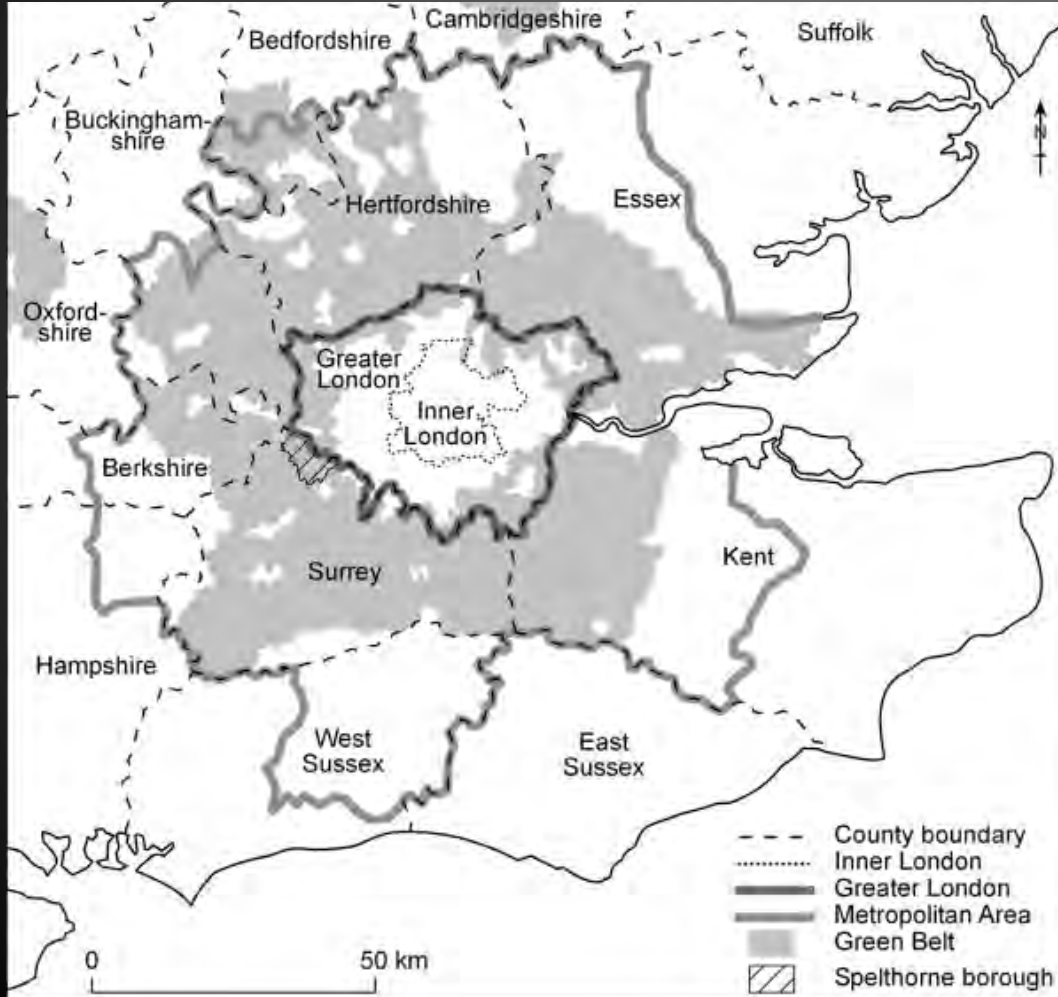 Cambridgeshire
Bedfordshire
Suffolk
Buckingham-
shire
N
Hertfordshire
Essex
Oxford-
shire
Greater
London
Inner
London
Berkshire
Surrey
Kent
Hampshire
West
Sussex
East
Sussex
County boundary
Inner London
Greater London
Metropolitan Area
Green Belt
Spelthorne borough
0 50 km